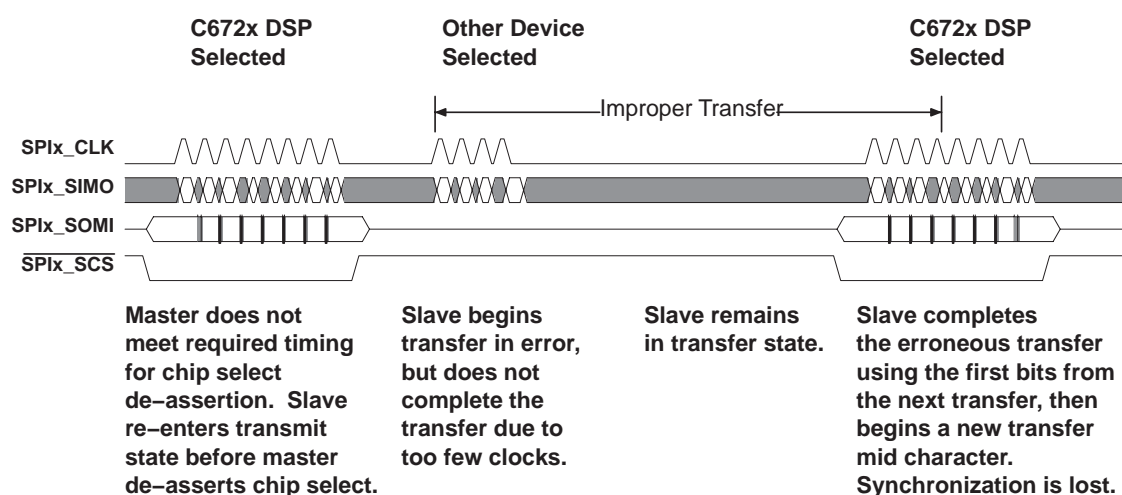 C672x DSP
Selected
Other Device
Selected
C672x DSP
Selected
Improper Transfer
SPIx_CLK
SPIx_SIMO
SPIx_SOMI
SPIx_SCS
Master does not
meet required timing
for chip select
de−assertion. Slave
re−enters transmit
state before master
de−asserts chip select.
Slave begins
transfer in error,
but does not
complete the
transfer due to
too few clocks.
Slave remains
in transfer state.
Slave completes
the erroneous transfer
using the first bits from
the next transfer, then
begins a new transfer
mid character.
Synchronization is lost.